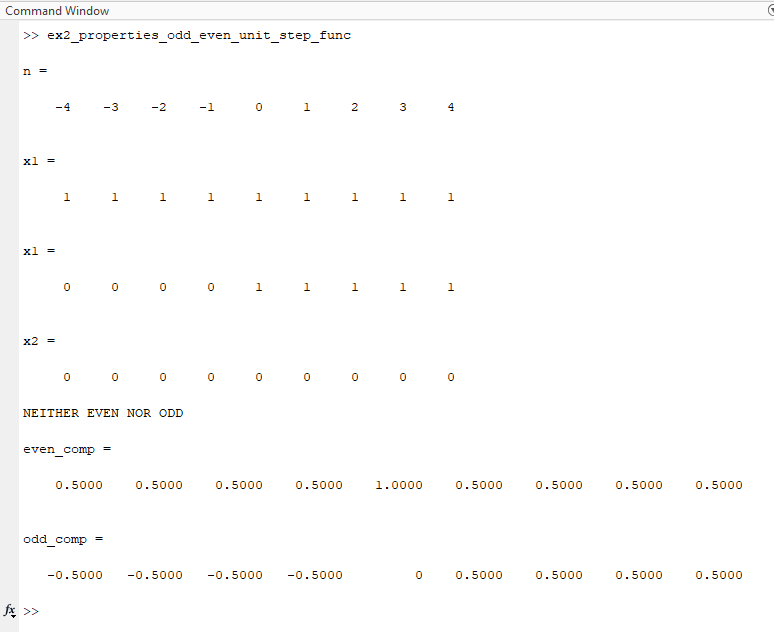 Command Window
>> ex2_properties_odd_even_unit_step_func
n =
-4 -3 -2 -1 0 1 2 3 4
x1 =
1 1 1 1 1 1 1 1 1
x1 =
0 0 0 0 1 1 1 1 1
x2 =
0 0 0 0 0 0 0 0 0
NEITHER EVEN NOR ODD
even_comp =
0.5000 0.5000 0.5000 0.5000 1.0000 0.5000 0.5000 0.5000 0.5000
odd_comp =
-0.5000 -0.5000 -0.5000 -0.5000 0 0.5000 0.5000 0.5000 0.5000
fx >>